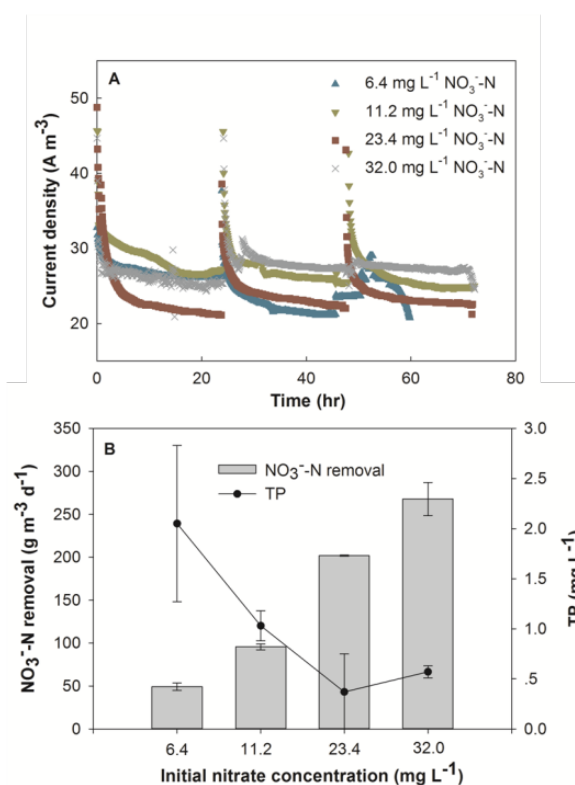 A
6.4 mg L⁻¹ NO₃⁻-N
11.2 mg L⁻¹ NO₃⁻-N
23.4 mg L⁻¹ NO₃⁻-N
32.0 mg L⁻¹ NO₃⁻-N
Current density (A m⁻³)
50
40
30
20
0 20 40 60 80
Time (hr)
B
NO₃⁻-N removal
TP
NO₃⁻-N removal (g m⁻³ d⁻¹)
350
300
250
200
150
100
50
0
3.0
2.5
2.0
1.5
1.0
.5
0.0
TP (mg L⁻¹)
6.4 11.2 23.4 32.0
Initial nitrate concentration (mg L⁻¹)